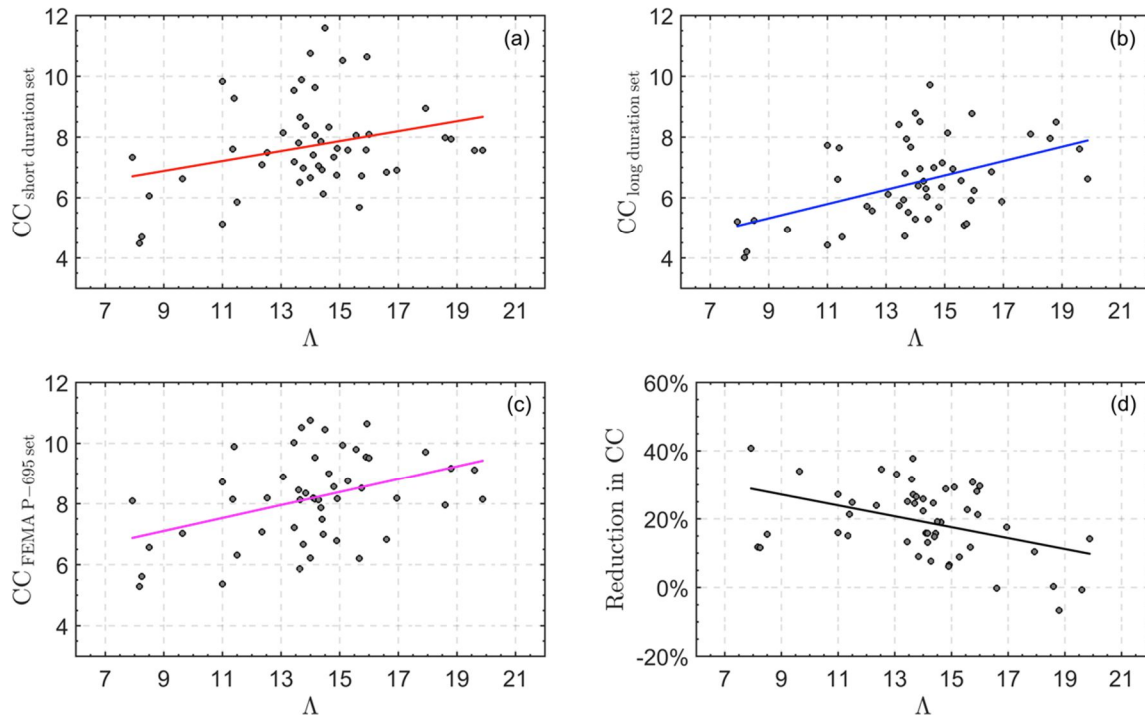 12
10
8
6
4
CC short duration set
(a)
7 9 11 13 15 17 19 21
Λ
12
10
8
6
4
CC long duration set
(b)
7 9 11 13 15 17 19 21
Λ
12
10
8
6
4
CC FEMA P−695 set
(c)
7 9 11 13 15 17 19 21
Λ
60%
40%
20%
0%
-20%
Reduction in CC
(d)
7 9 11 13 15 17 19 21
Λ